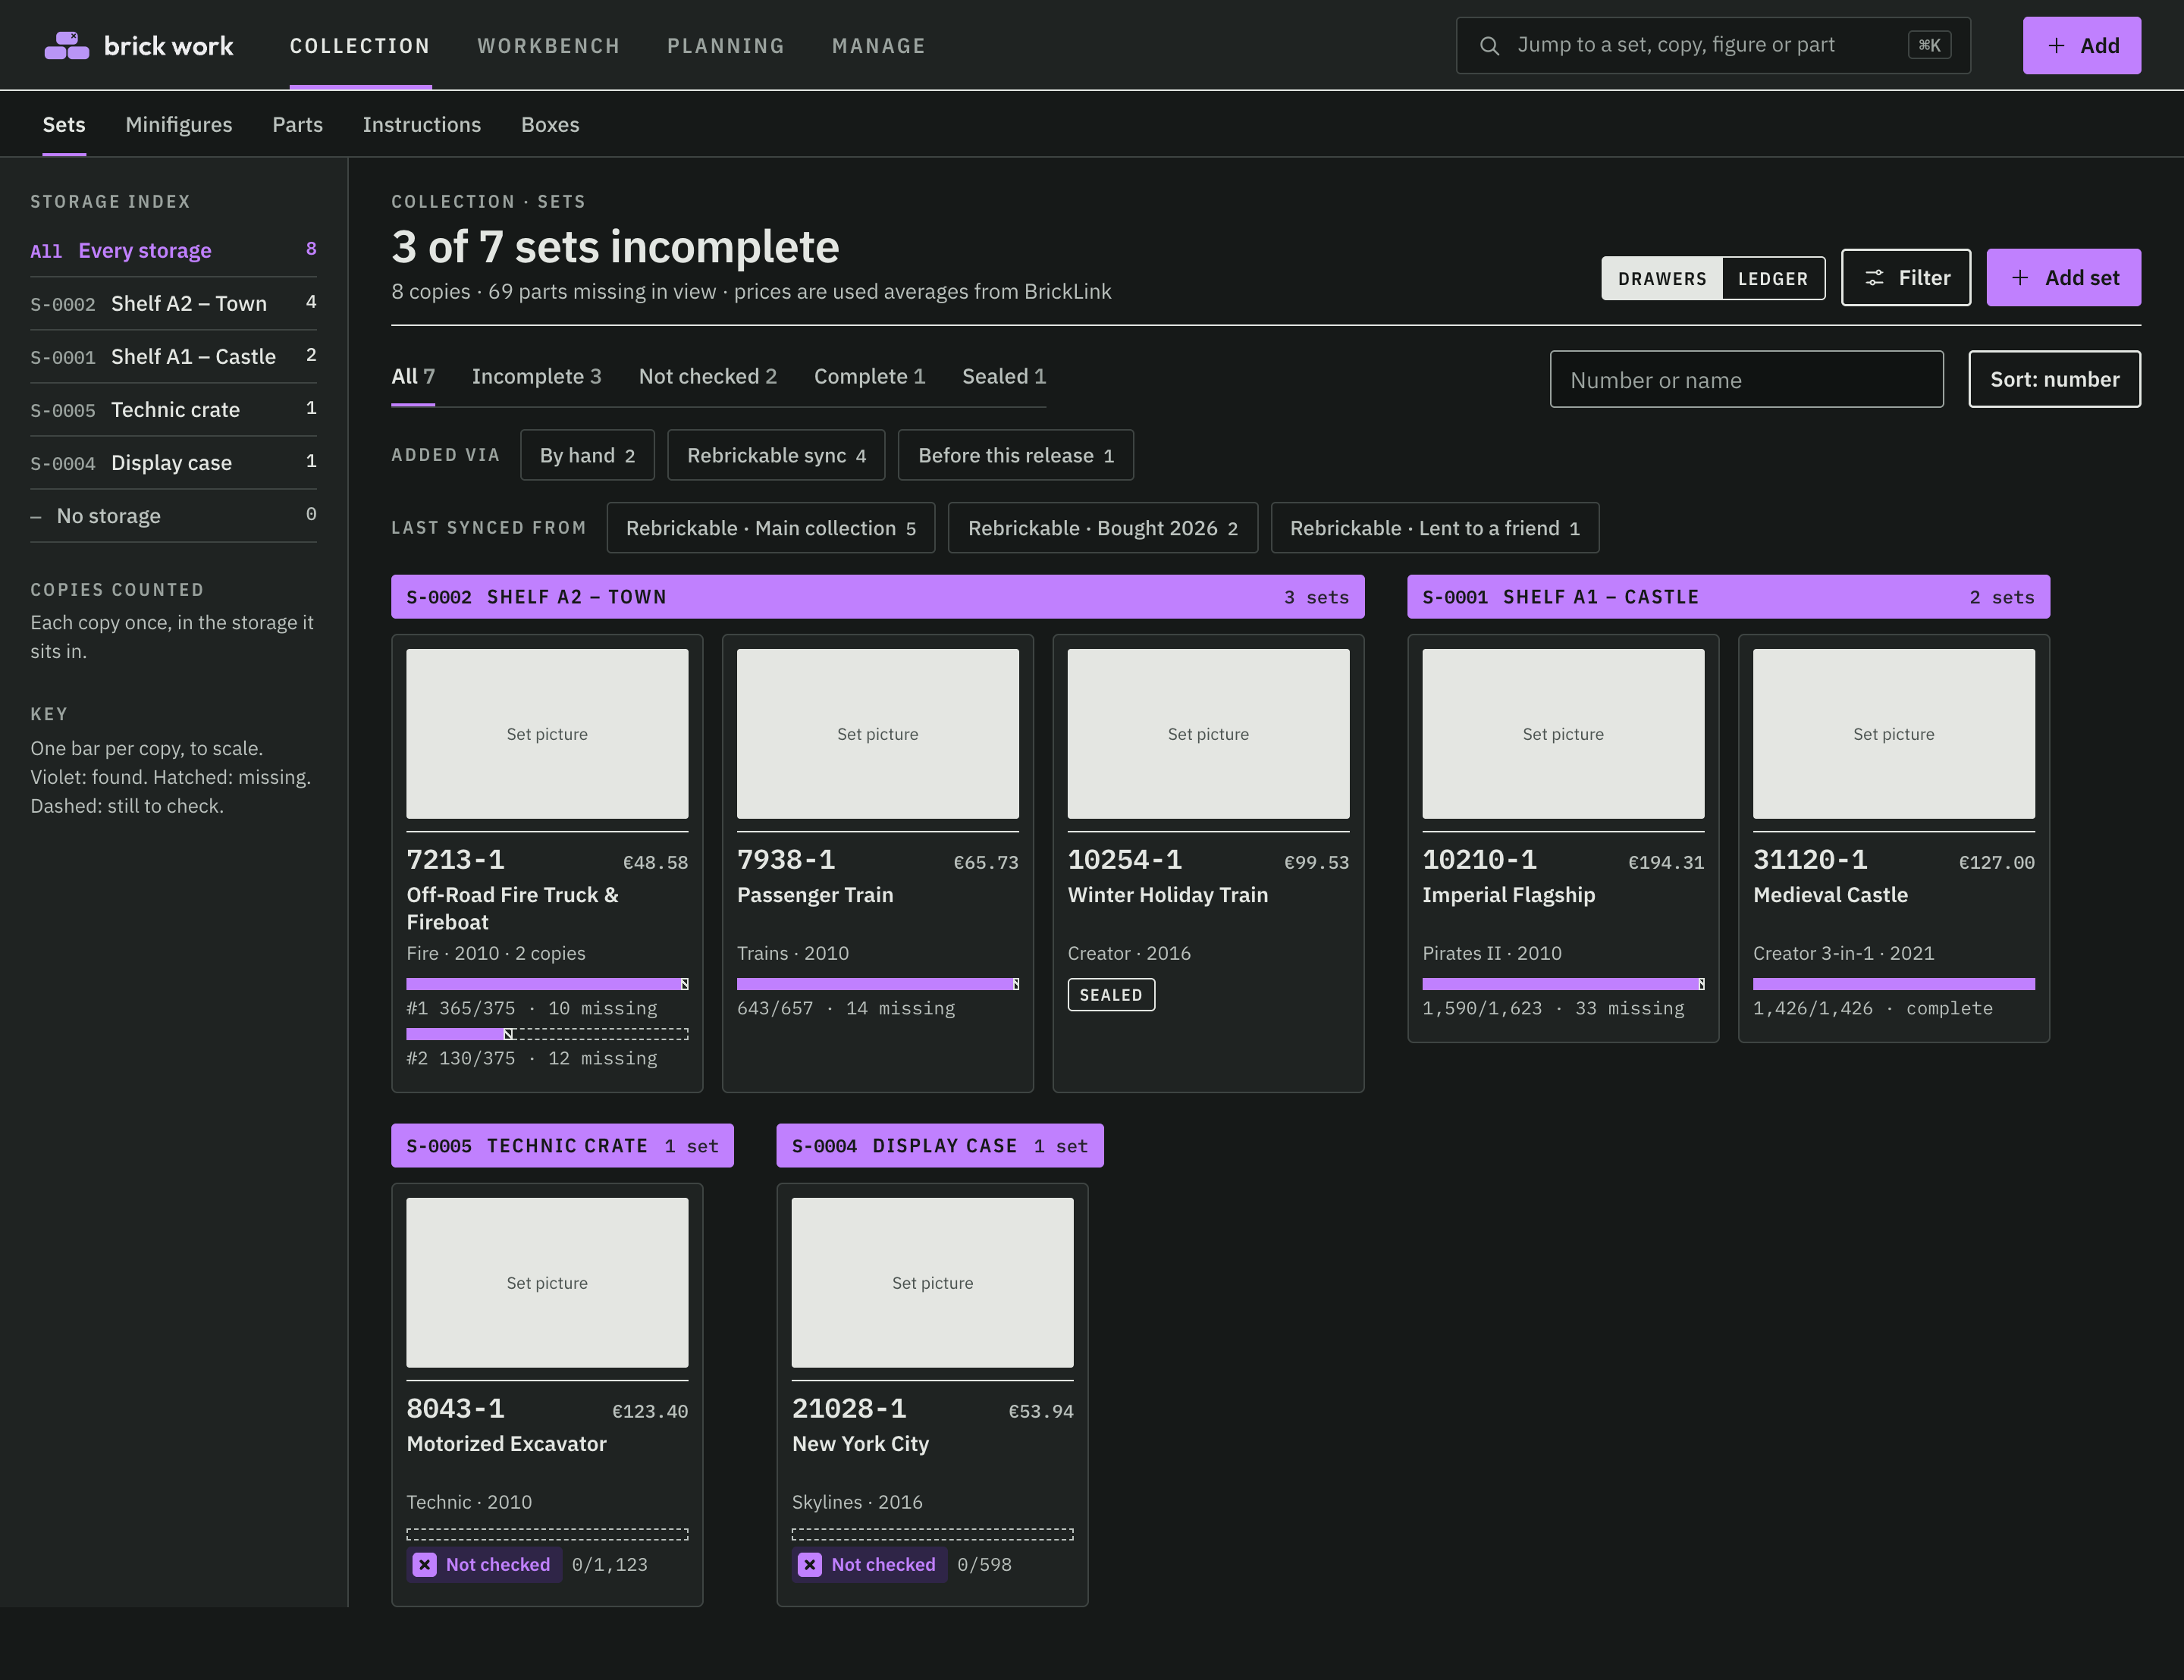 brick work
COLLECTION WORKBENCH PLANNING MANAGE
Jump to a set, copy, figure or part ⌘K
+ Add
Sets Minifigures Parts Instructions Boxes
STORAGE INDEX
All Every storage 8
S-0002 Shelf A2 – Town 4
S-0001 Shelf A1 – Castle 2
S-0005 Technic crate 1
S-0004 Display case 1
– No storage 0
COPIES COUNTED
Each copy once, in the storage it
sits in.
KEY
One bar per copy, to scale.
Violet: found. Hatched: missing.
Dashed: still to check.
COLLECTION · SETS
3 of 7 sets incomplete
8 copies · 69 parts missing in view · prices are used averages from BrickLink
DRAWERS LEDGER
Filter
+ Add set
All 7 Incomplete 3 Not checked 2 Complete 1 Sealed 1
Number or name
Sort: number
ADDED VIA By hand 2 Rebrickable sync 4 Before this release 1
LAST SYNCED FROM Rebrickable · Main collection 5 Rebrickable · Bought 2026 2 Rebrickable · Lent to a friend 1
S-0002 SHELF A2 – TOWN 3 sets
Set picture
7213-1 €48.58
Off-Road Fire Truck &
Fireboat
Fire · 2010 · 2 copies
#1 365/375 · 10 missing
#2 130/375 · 12 missing
Set picture
7938-1 €65.73
Passenger Train
Trains · 2010
643/657 · 14 missing
Set picture
10254-1 €99.53
Winter Holiday Train
Creator · 2016
SEALED
S-0001 SHELF A1 – CASTLE 2 sets
Set picture
10210-1 €194.31
Imperial Flagship
Pirates II · 2010
1,590/1,623 · 33 missing
Set picture
31120-1 €127.00
Medieval Castle
Creator 3-in-1 · 2021
1,426/1,426 · complete
S-0005 TECHNIC CRATE 1 set
Set picture
8043-1 €123.40
Motorized Excavator
Technic · 2010
Not checked 0/1,123
S-0004 DISPLAY CASE 1 set
Set picture
21028-1 €53.94
New York City
Skylines · 2016
Not checked 0/598